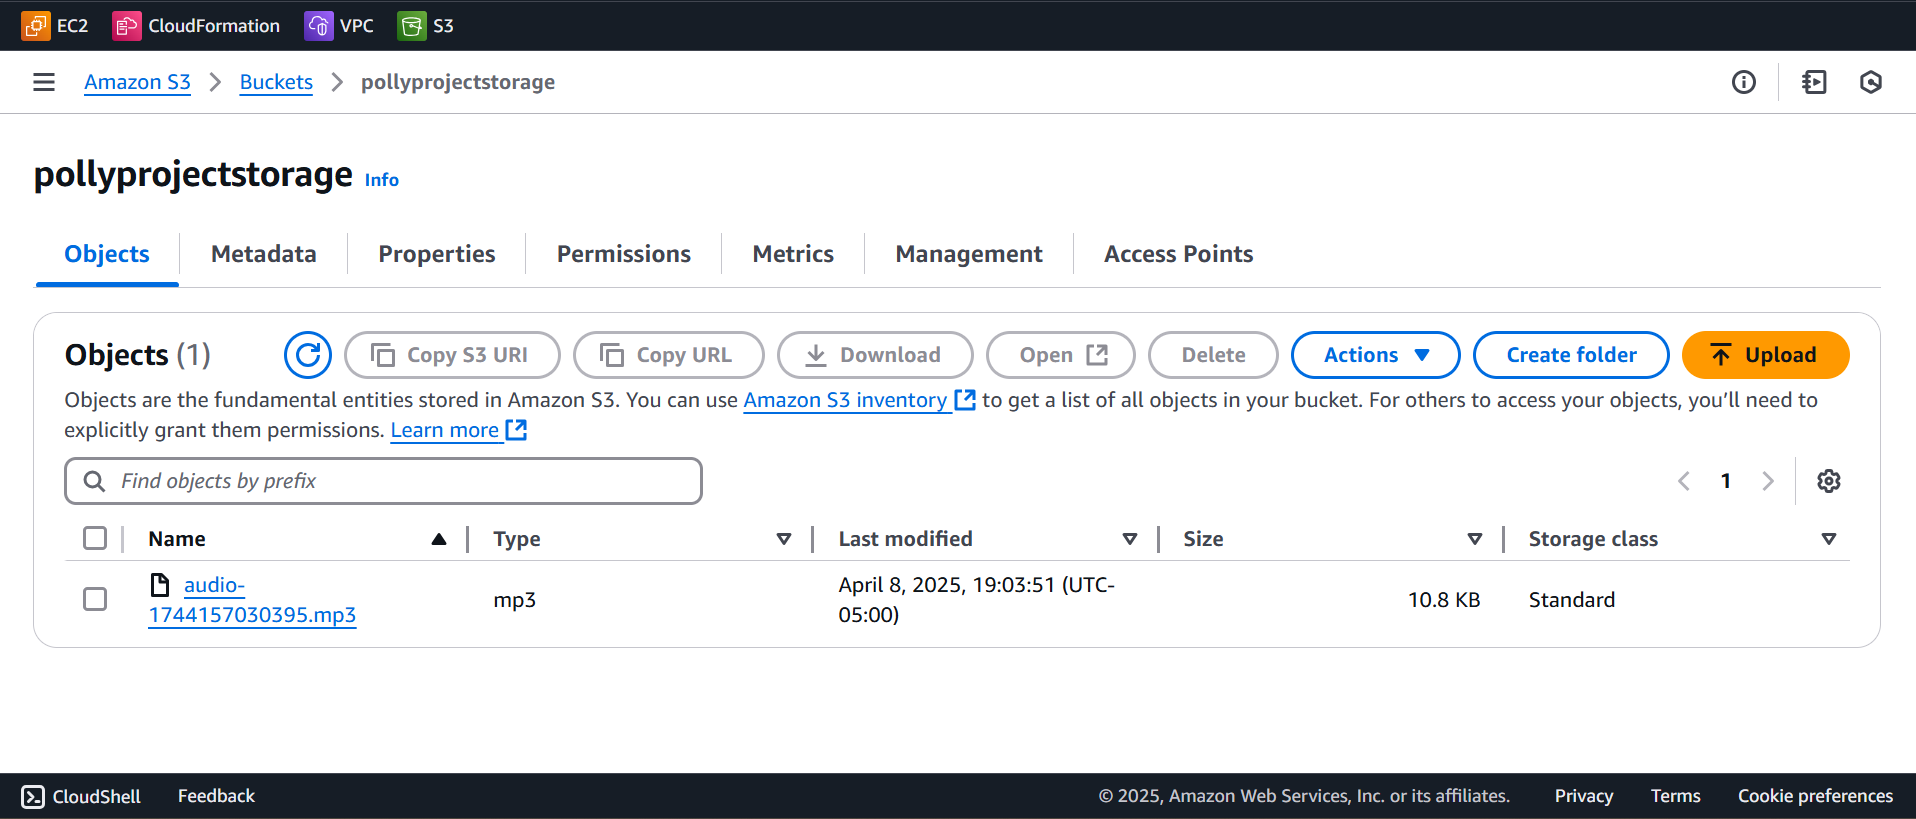 EC2 CloudFormation VPC S3
Amazon S3 Buckets pollyprojectstorage
pollyprojectstorage Info
Objects Metadata Properties Permissions Metrics Management Access Points
Objects (1) Copy S3 URI Copy URL Download Open Delete Actions Create folder Upload
Objects are the fundamental entities stored in Amazon S3. You can use Amazon S3 inventory to get a list of all objects in your bucket. For others to access your objects, you’ll need to
explicitly grant them permissions. Learn more
Find objects by prefix 1
Name Type Last modified Size Storage class
audio-
1744157030395.mp3
mp3
April 8, 2025, 19:03:51 (UTC-
05:00)
10.8 KB
Standard
CloudShell Feedback © 2025, Amazon Web Services, Inc. or its affiliates. Privacy Terms Cookie preferences